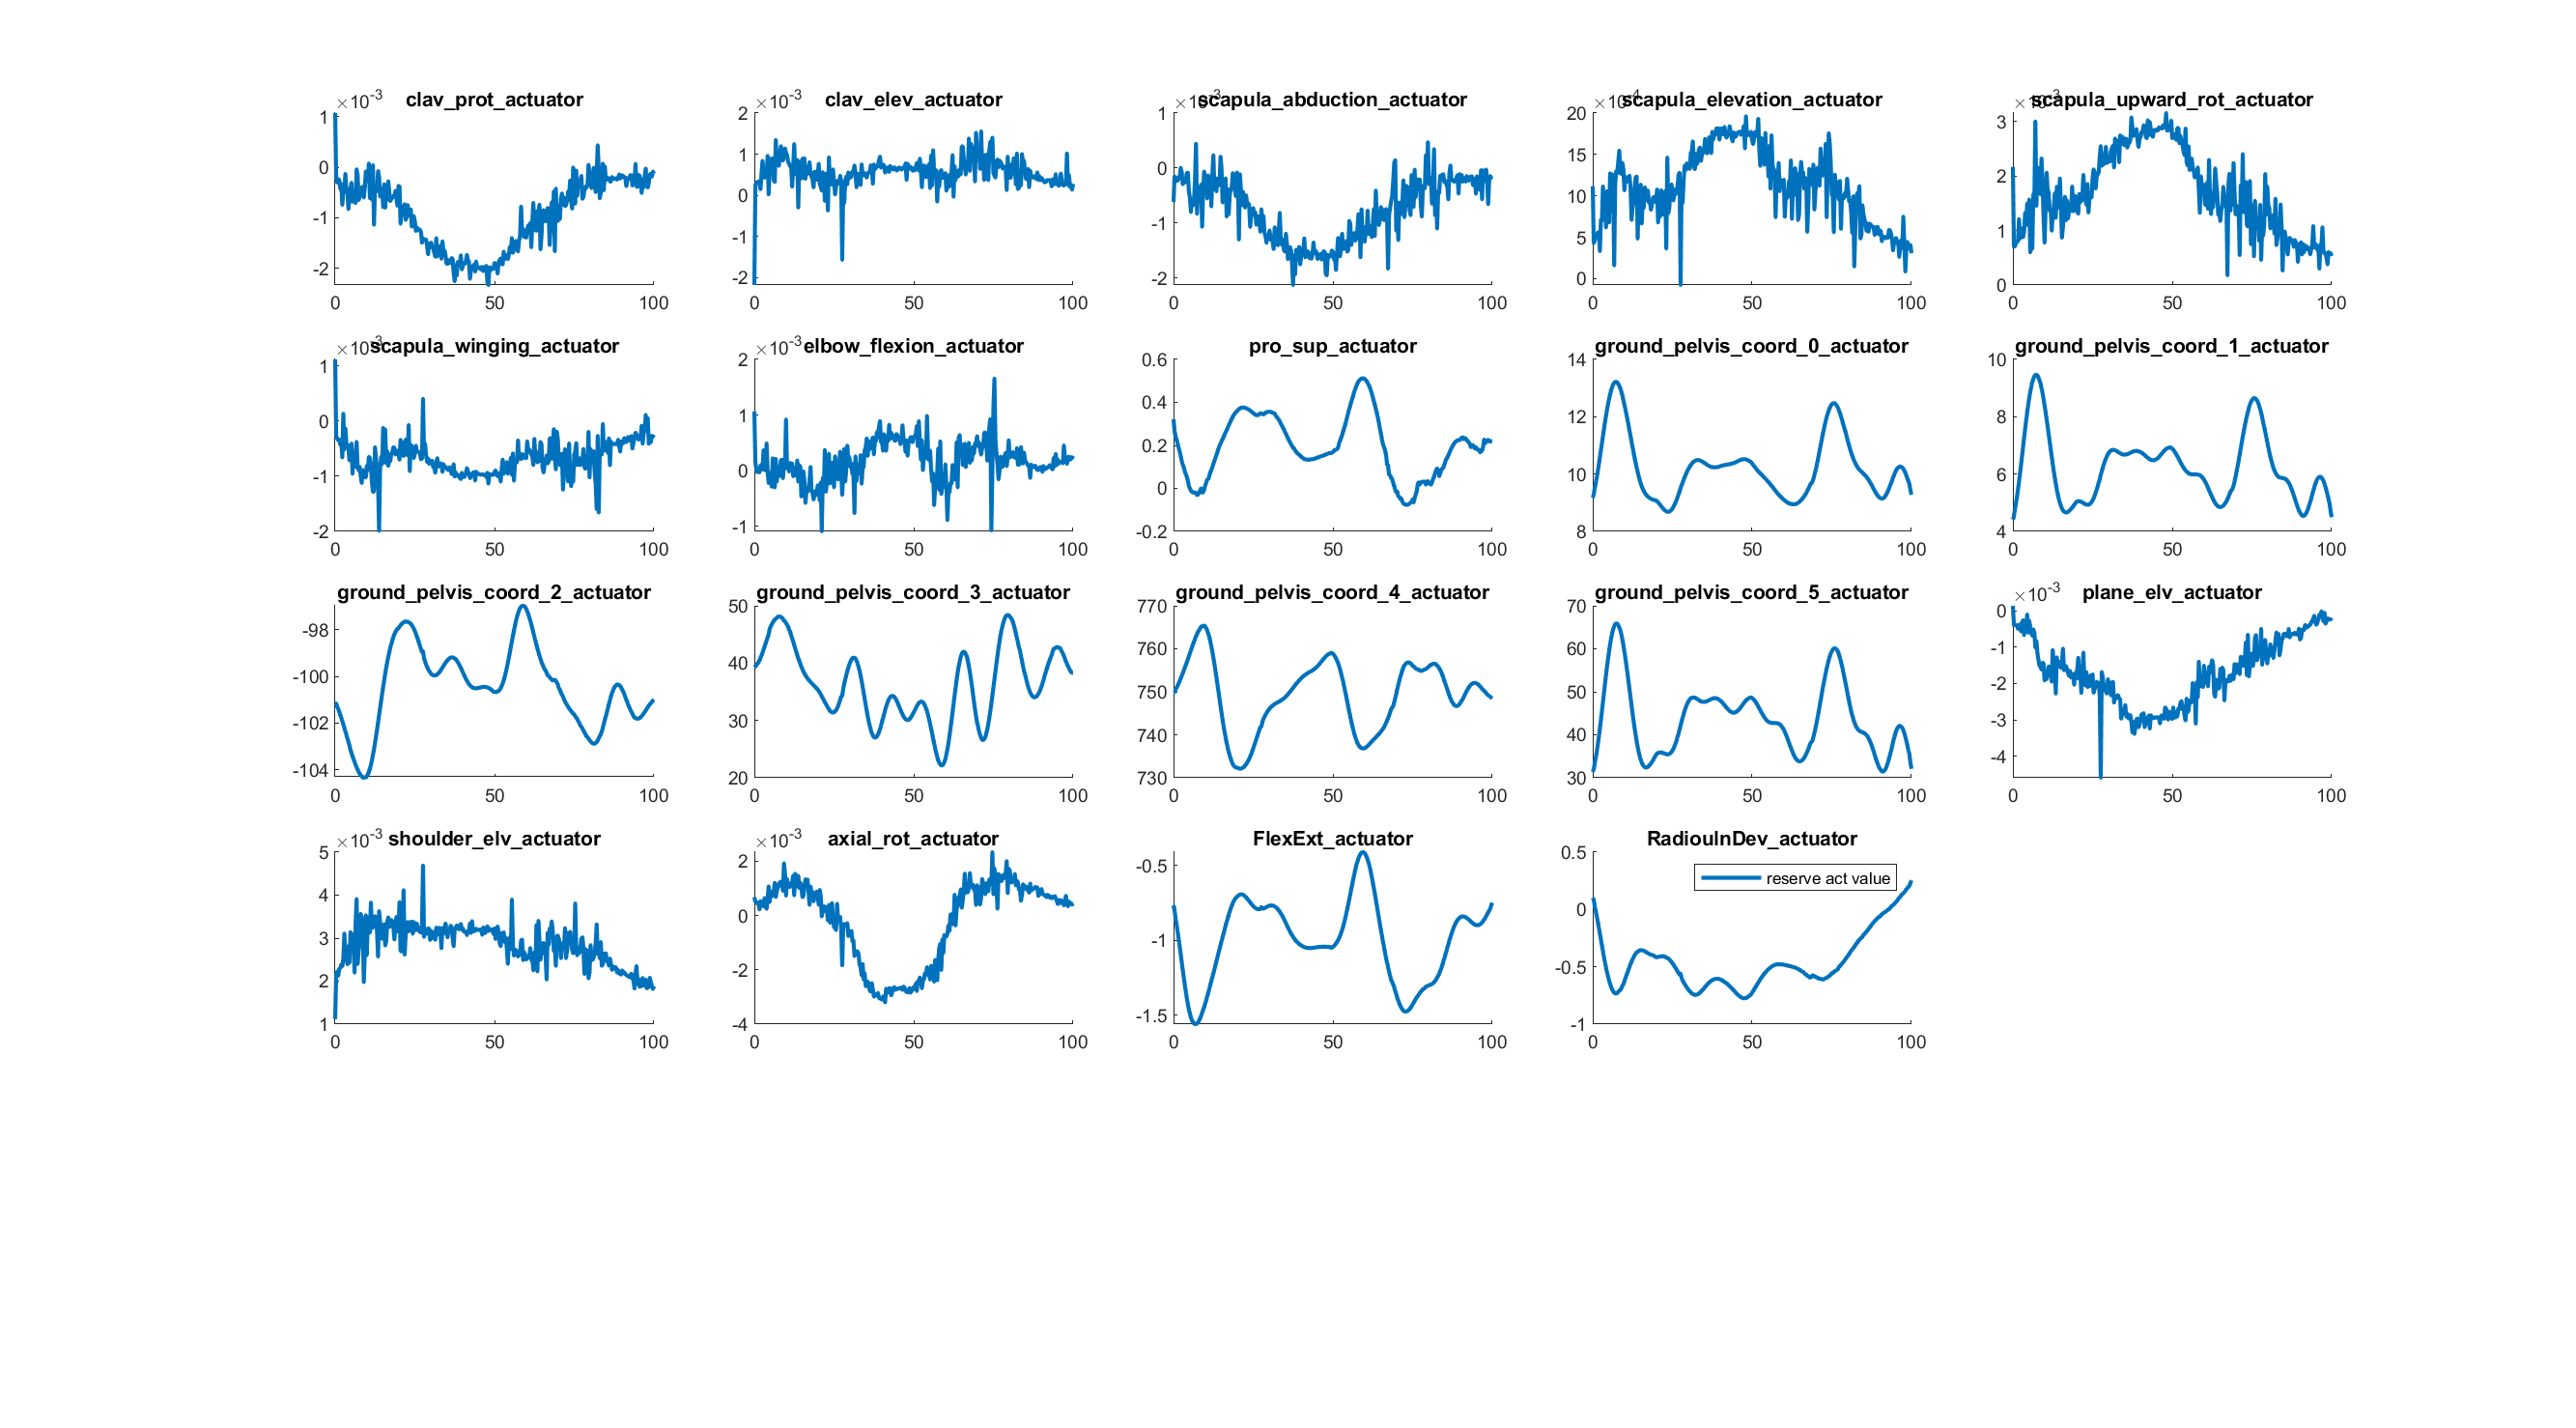 ×10-3 clav_prot_actuator
1
0
-1
-2
0 50 100
×10-3 clav_elev_actuator
2
1
0
-1
-2
0 50 100
×10-3 scapula_abduction_actuator
1
0
-1
-2
0 50 100
×10-4 scapula_elevation_actuator
20
15
10
5
0
0 50 100
×10-3 scapula_upward_rot_actuator
3
2
1
0
0 50 100
×10-3 scapula_winging_actuator
1
0
-1
-2
0 50 100
×10-3 elbow_flexion_actuator
2
1
0
-1
0 50 100
pro_sup_actuator
0.6
0.4
0.2
0
-0.2
0 50 100
ground_pelvis_coord_0_actuator
14
12
10
8
0 50 100
ground_pelvis_coord_1_actuator
10
8
6
4
0 50 100
ground_pelvis_coord_2_actuator
-98
-100
-102
-104
0 50 100
ground_pelvis_coord_3_actuator
50
40
30
20
0 50 100
ground_pelvis_coord_4_actuator
770
760
750
740
730
0 50 100
ground_pelvis_coord_5_actuator
70
60
50
40
30
0 50 100
×10-3 plane_elv_actuator
0
-1
-2
-3
-4
0 50 100
×10-3 shoulder_elv_actuator
5
4
3
2
1
0 50 100
×10-3 axial_rot_actuator
2
0
-2
-4
0 50 100
FlexExt_actuator
-0.5
-1
-1.5
0 50 100
RadioulnDev_actuator
0.5
reserve act value
0
-0.5
-1
0 50 100